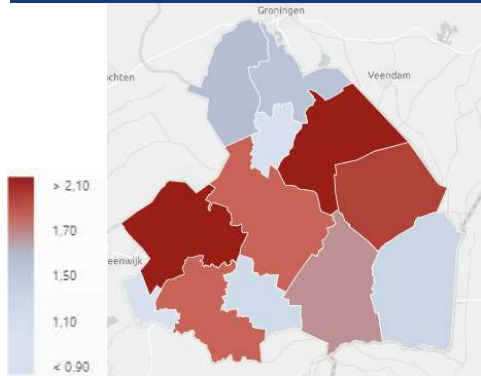 Groningen
chten
Veendam
eenwijk
> 2,10
1,70
1,50
1,10
< 0.90